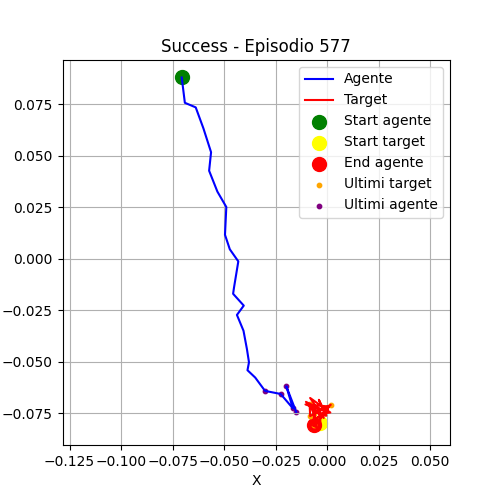 Success - Episodio 577
Agente
Target
Start agente
Start target
End agente
Ultimi target
Ultimi agente
0.075
0.050
0.025
0.000
−0.025
−0.050
−0.075
−0.125 −0.100 −0.075 −0.050 −0.025 0.000 0.025 0.050
X